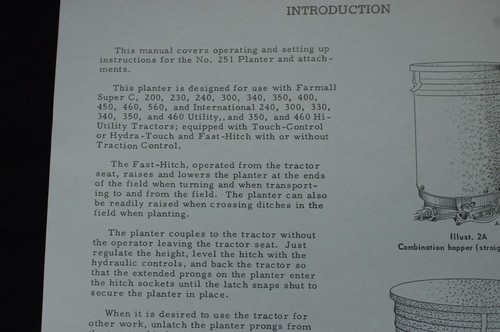 INTRODUCTION
This manual covers operating and setting up
instructions for the No. 251 Planter and attach-
ments.
This planter is designed for use with Farmall
Super C, 200, 230, 240, 300, 340, 350, 400,
450, 460, 560, and International 240, 300, 330,
340, 350, and 460 Utility,, and 350, and 460 Hi-
Utility Tractors; equipped with Touch-Control
or Hydra-Touch and Fast-Hitch with or without
Traction Control.
The Fast-Hitch, operated from the tractor
seat, raises and lowers the planter at the ends
of the field when turning and when transport-
ing to and from the field. The planter can also
be readily raised when crossing ditches in the
field when planting.
The planter couples to the tractor without
the operator leaving the tractor seat. Just
regulate the height, level the hitch with the
hydraulic controls, and back the tractor so
that the extended prongs on the planter enter
the hitch sockets until the latch snaps shut to
secure the planter in place.
When it is desired to use the tractor for
other work, unlatch the planter prongs from
Illust. 2A
Combination hopper (straig